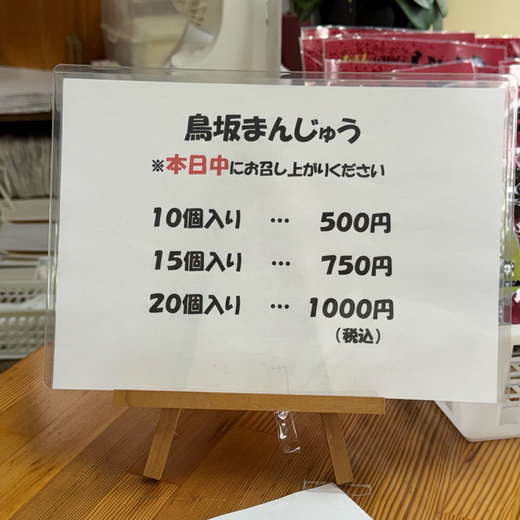 鳥坂まんじゅう
※本日中にお召し上がりください
10個入り … 500円
15個入り … 750円
20個入り … 1000円
(税込)